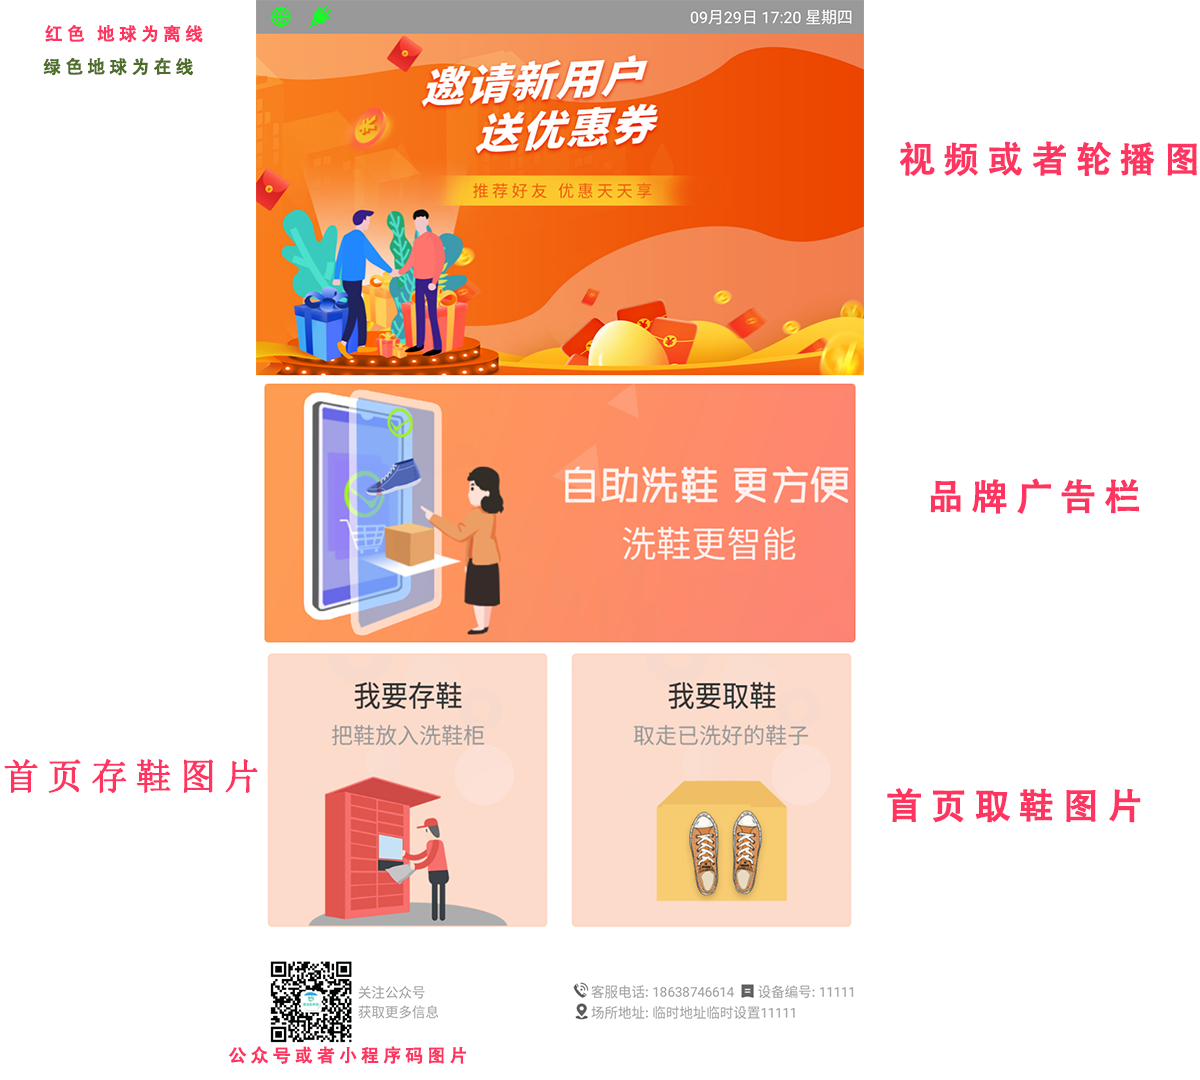 红色 地球为离线
绿色地球为在线
09月29日 17:20 星期四
邀请新用户
送优惠券
推荐好友 优惠天天享
视频或者轮播图
自助洗鞋 更方便
洗鞋更智能
品牌广告栏
我要存鞋
把鞋放入洗鞋柜
我要取鞋
取走已洗好的鞋子
首页存鞋图片
首页取鞋图片
关注公众号
获取更多信息
客服电话: 18638746614 设备编号: 11111
场所地址: 临时地址临时设置11111
公众号或者小程序码图片